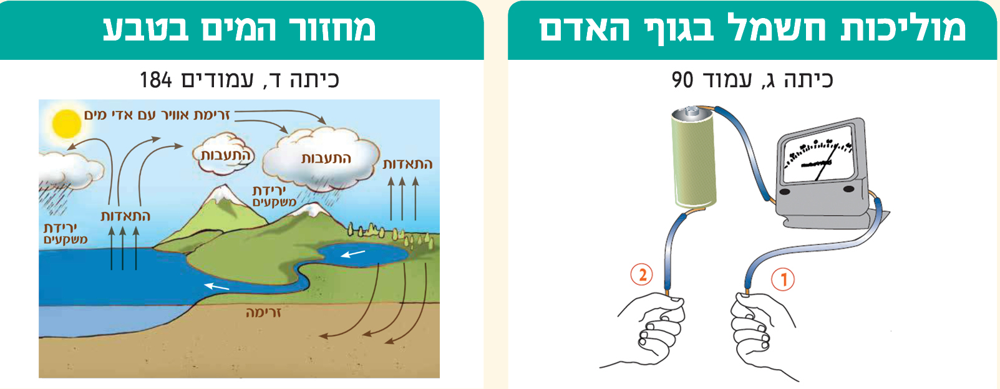 מוליכות חשמל בגוף האדם
כיתה ג, עמוד 90
1
2
מחזור המים בטבע
כיתה ד, עמודים 184
זרימת אוויר עם אדי מים
התעבות
התעבות
התאדות
ירידת
משקעים
התאדות
ירידת
משקעים
זרימה